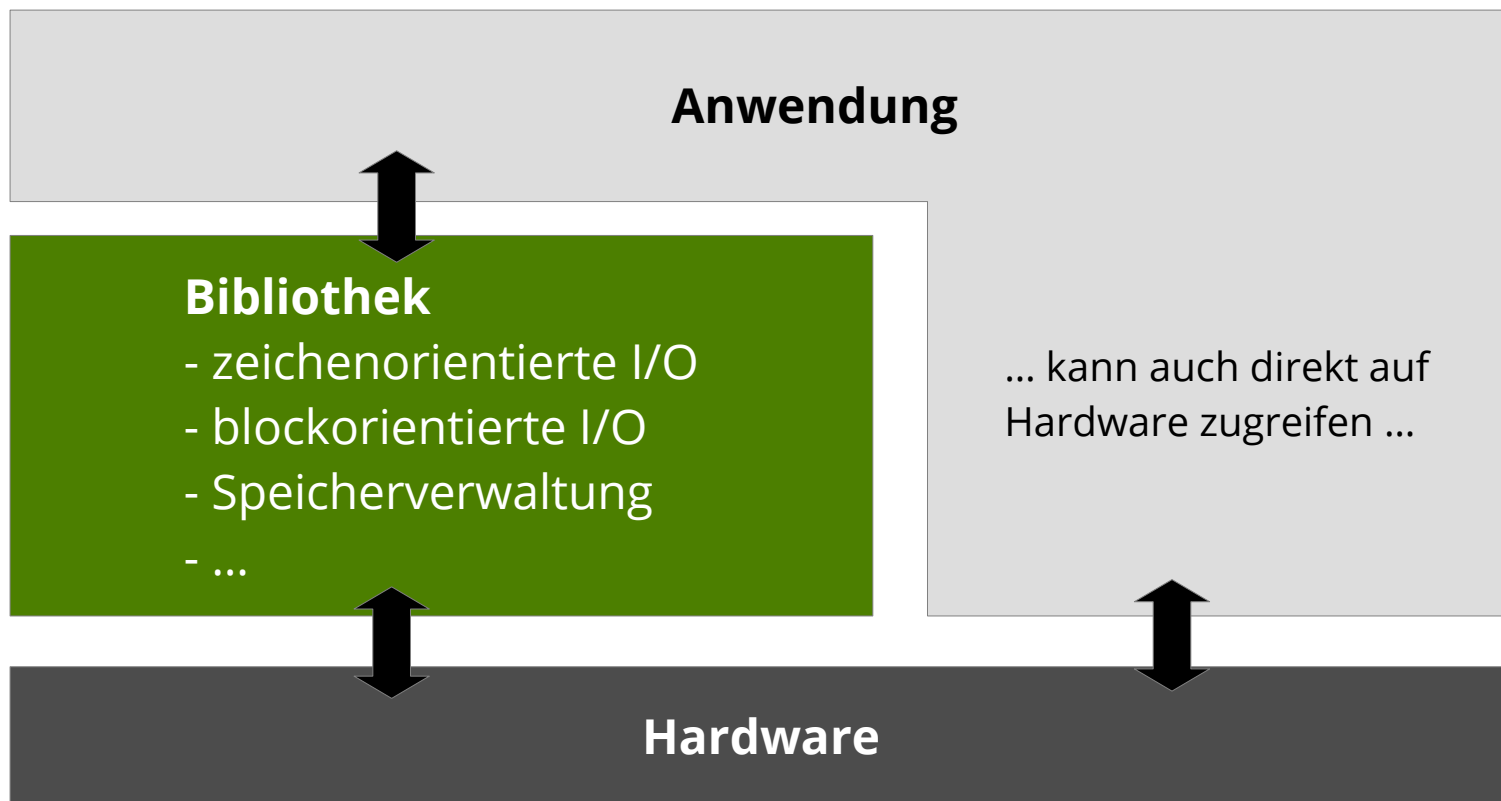 Anwendung
Bibliothek
- zeichenorientierte I/O
- blockorientierte I/O
- Speicherverwaltung
- ...
... kann auch direkt auf
Hardware zugreifen ...
Hardware